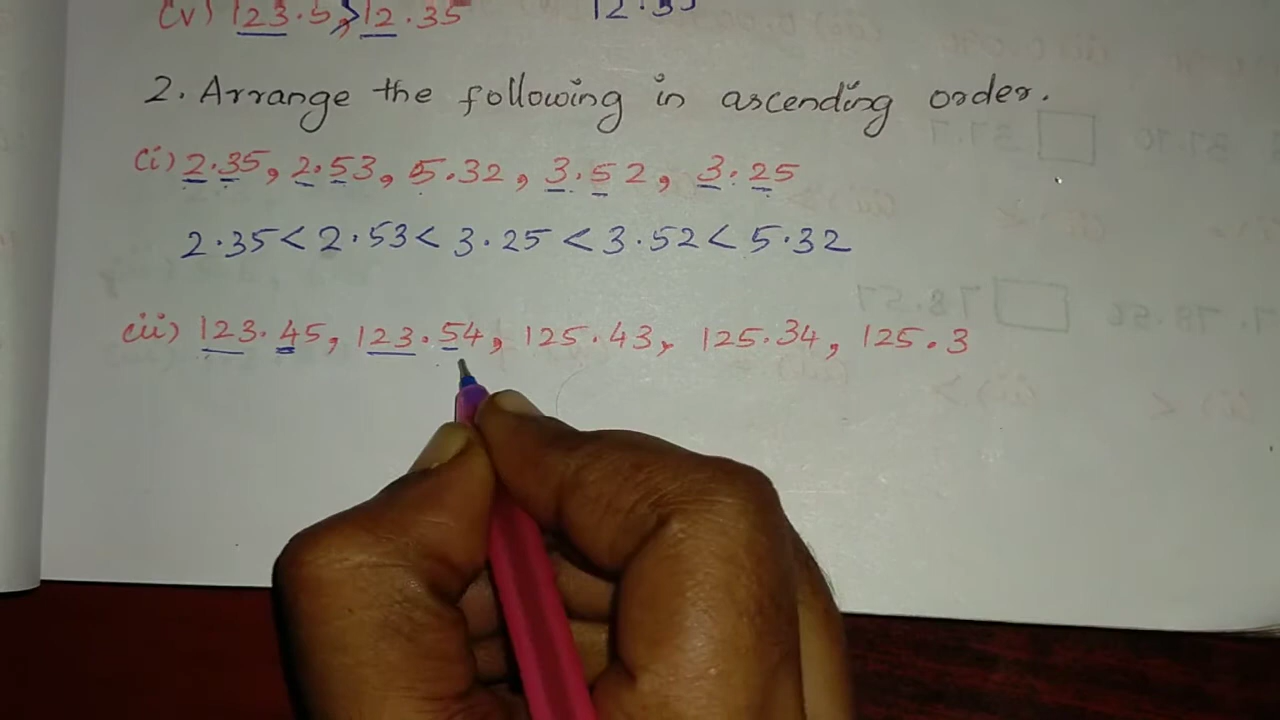 (v) 123.5 > 12.35 12.35
2. Arrange the following in ascending order.
(i) 2.35, 2.53, 5.32, 3.52, 3.25
2.35 < 2.53 < 3.25 < 3.52 < 5.32
(ii) 123.45, 123.54, 125.43, 125.34, 125.3